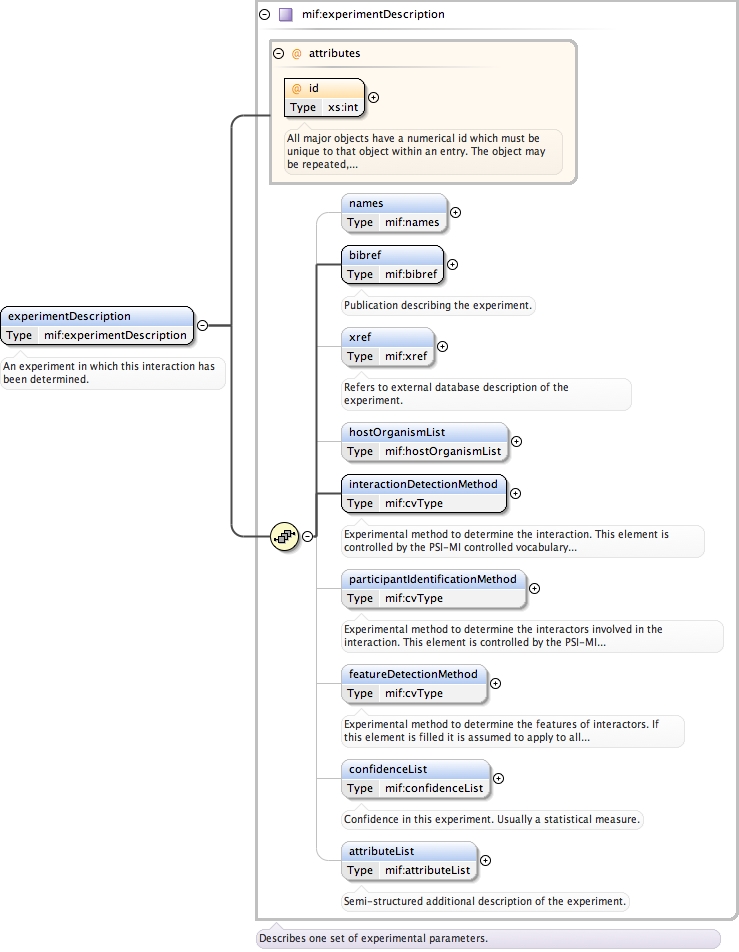 mif:experimentDescription
@ attributes
@ id
Type xs:int
All major objects have a numerical id which must be
unique to that object within an entry. The object may
be repeated,...
names
Type mif:names
bibref
Type mif:bibref
Publication describing the experiment.
experimentDescription
Type mif:experimentDescription
An experiment in which this interaction has
been determined.
xref
Type mif:xref
Refers to external database description of the
experiment.
hostOrganismList
Type mif:hostOrganismList
interactionDetectionMethod
Type mif:cvType
Experimental method to determine the interaction. This element is
controlled by the PSI-MI controlled vocabulary...
participantIdentificationMethod
Type mif:cvType
Experimental method to determine the interactors involved in the
interaction. This element is controlled by the PSI-MI...
featureDetectionMethod
Type mif:cvType
Experimental method to determine the features of interactors. If
this element is filled it is assumed to apply to all...
confidenceList
Type mif:confidenceList
Confidence in this experiment. Usually a statistical measure.
attributeList
Type mif:attributeList
Semi-structured additional description of the experiment.
Describes one set of experimental parameters.